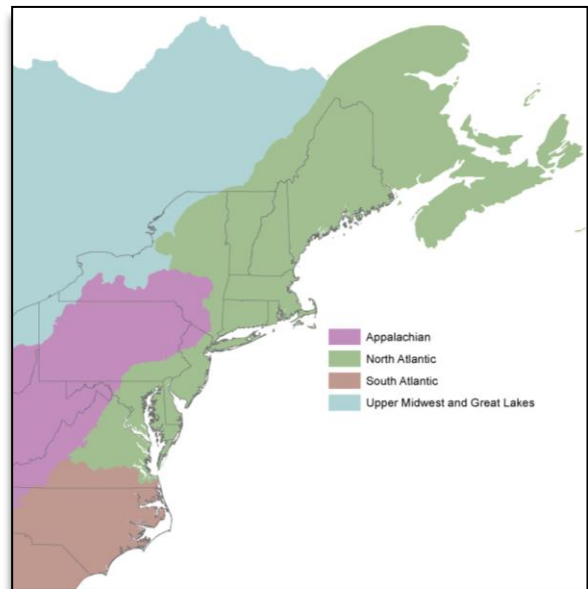 Appalachian
North Atlantic
South Atlantic
Upper Midwest and Great Lakes